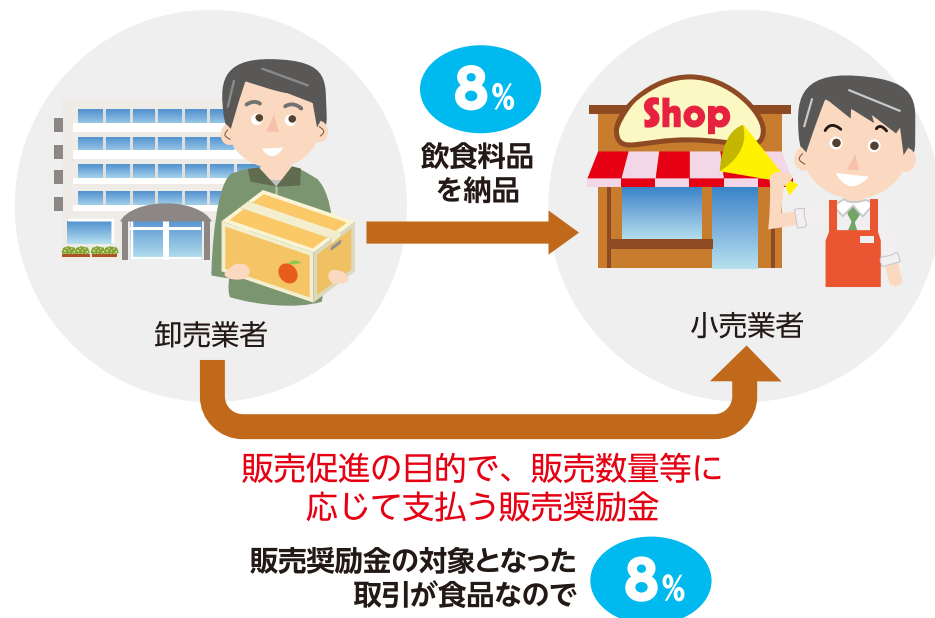 8%
飲食料品
を納品
Shop
卸売業者
小売業者
販売促進の目的で、販売数量等に
応じて支払う販売奨励金
販売奨励金の対象となった
取引が食品なので
8%